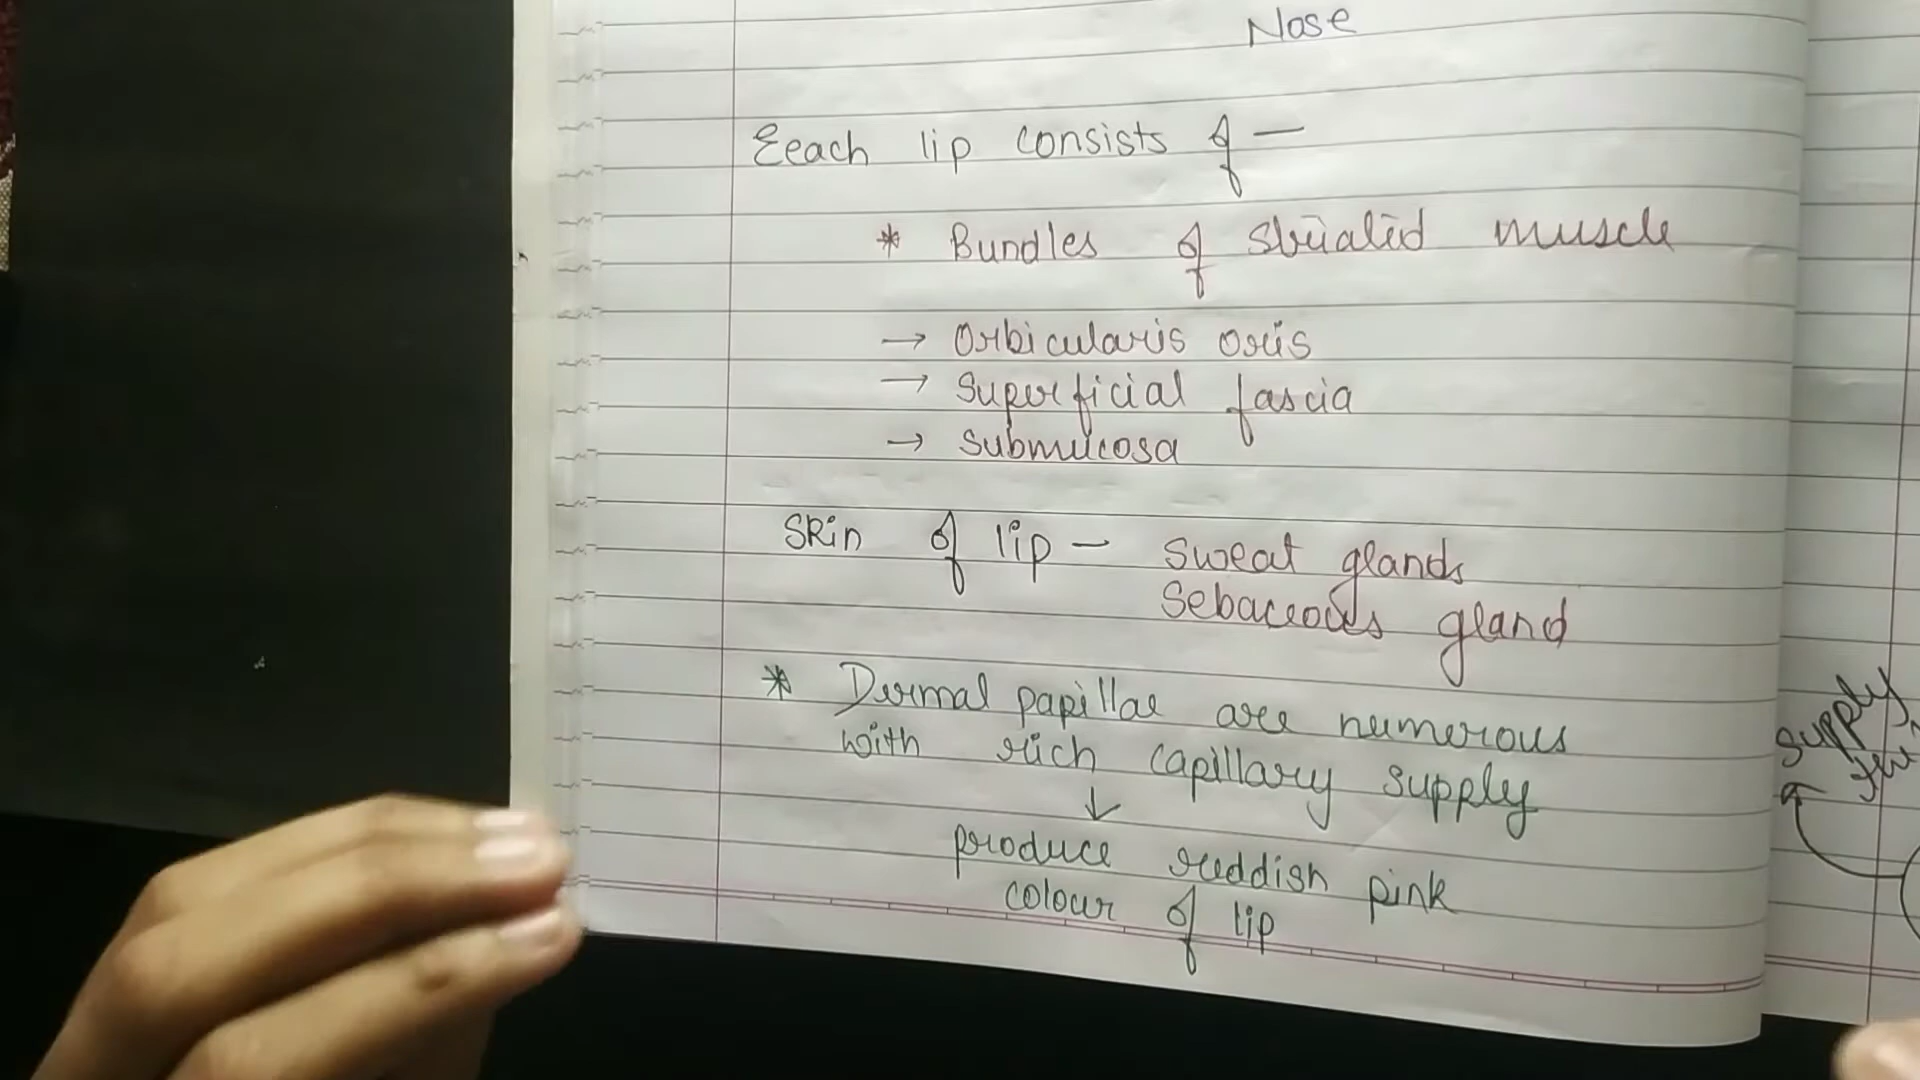 Nose
Eeach lip consists of —
* Bundles of striated muscle
→ Orbicularis oris
→ Superficial fascia
→ Submucosa
Skin of lip – Sweat glands
Sebaceous gland
* Dermal papillae are numerous
with rich capillary supply
↓
produce reddish pink
colour of lip
supply